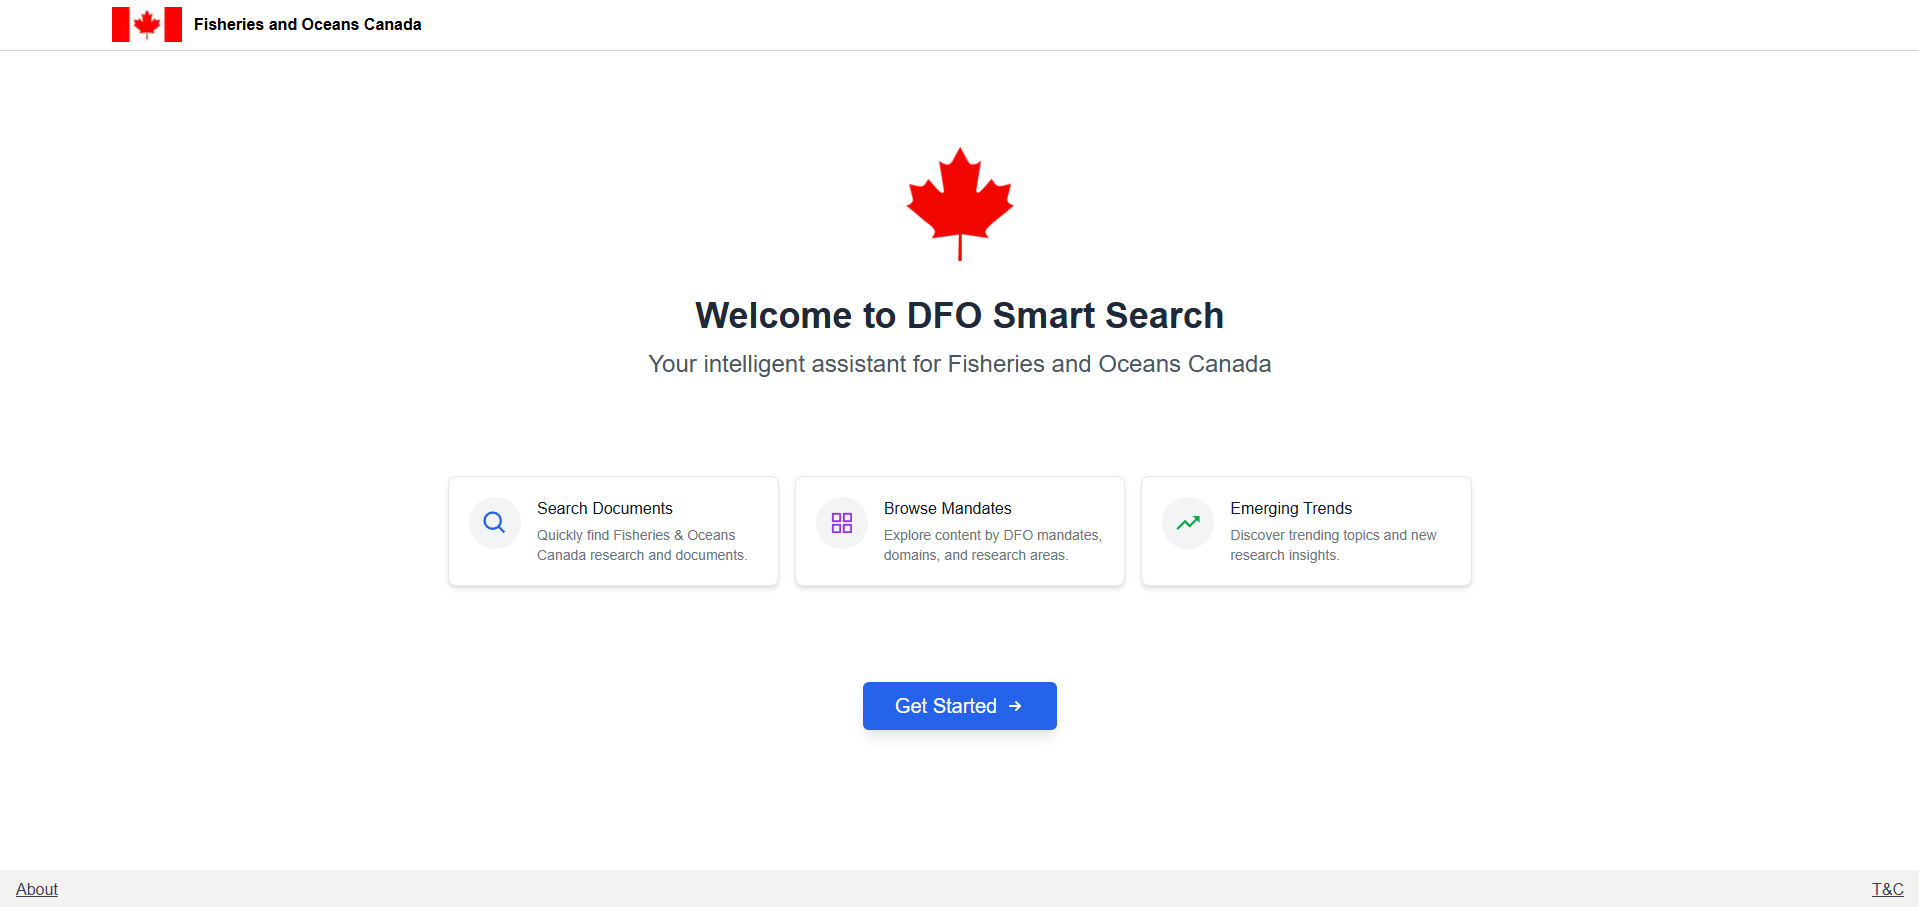 Fisheries and Oceans Canada
Welcome to DFO Smart Search
Your intelligent assistant for Fisheries and Oceans Canada
Search Documents
Quickly find Fisheries & Oceans
Canada research and documents.
Browse Mandates
Explore content by DFO mandates,
domains, and research areas.
Emerging Trends
Discover trending topics and new
research insights.
Get Started
About
T&C